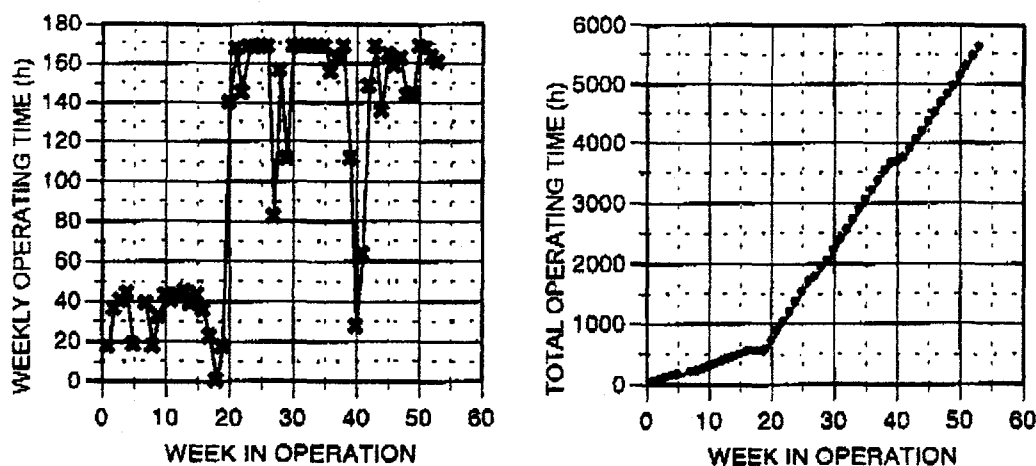 WEEKLY OPERATING TIME (h)
180
160
140
120
100
80
60
40
20
0
0 10 20 30 40 50 60
WEEK IN OPERATION
TOTAL OPERATING TIME (h)
6000
5000
4000
3000
2000
1000
0
0 10 20 30 40 50 60
WEEK IN OPERATION